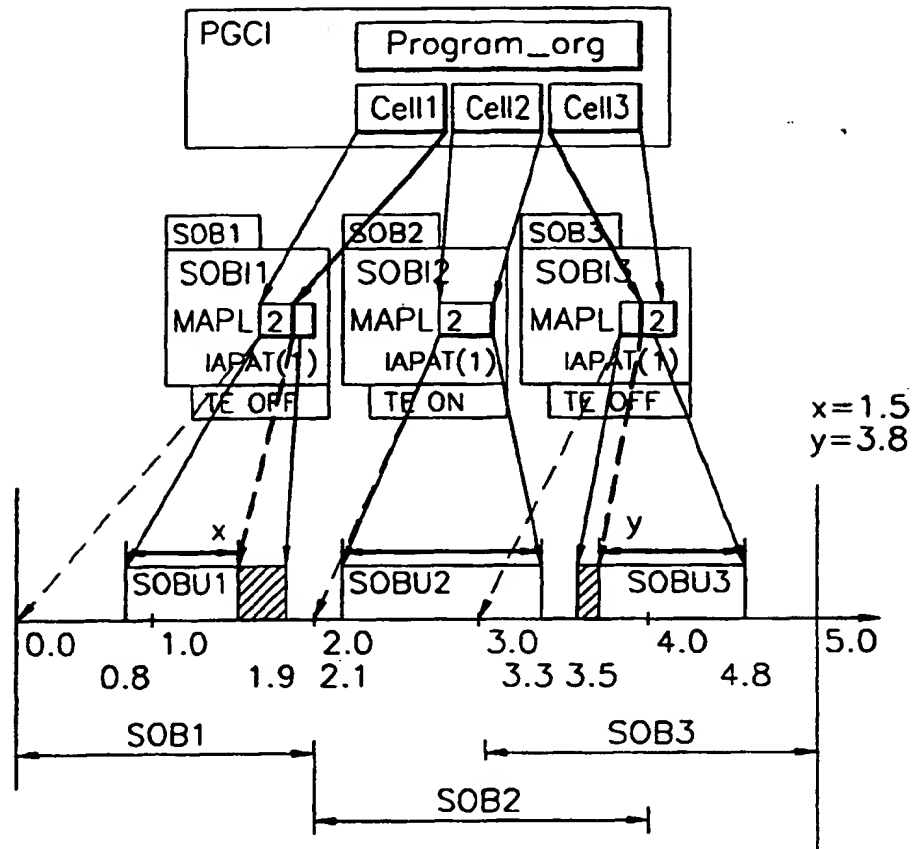 PGCI
Program_org
Cell1 Cell2 Cell3
SOB1 SOB2 SOB3
SOBI1 SOBI2 SOBI3
MAPL 2 MAPL 2 MAPL 2
IAPAT(1) IAPAT(1) IAPAT(1)
TE OFF TE ON TE OFF
x=1.5
y=3.8
x y
SOBU1 SOBU2 SOBU3
0.0 1.0 2.0 3.0 4.0 5.0
0.8 1.9 2.1 3.3 3.5 4.8
SOB1 SOB3
SOB2